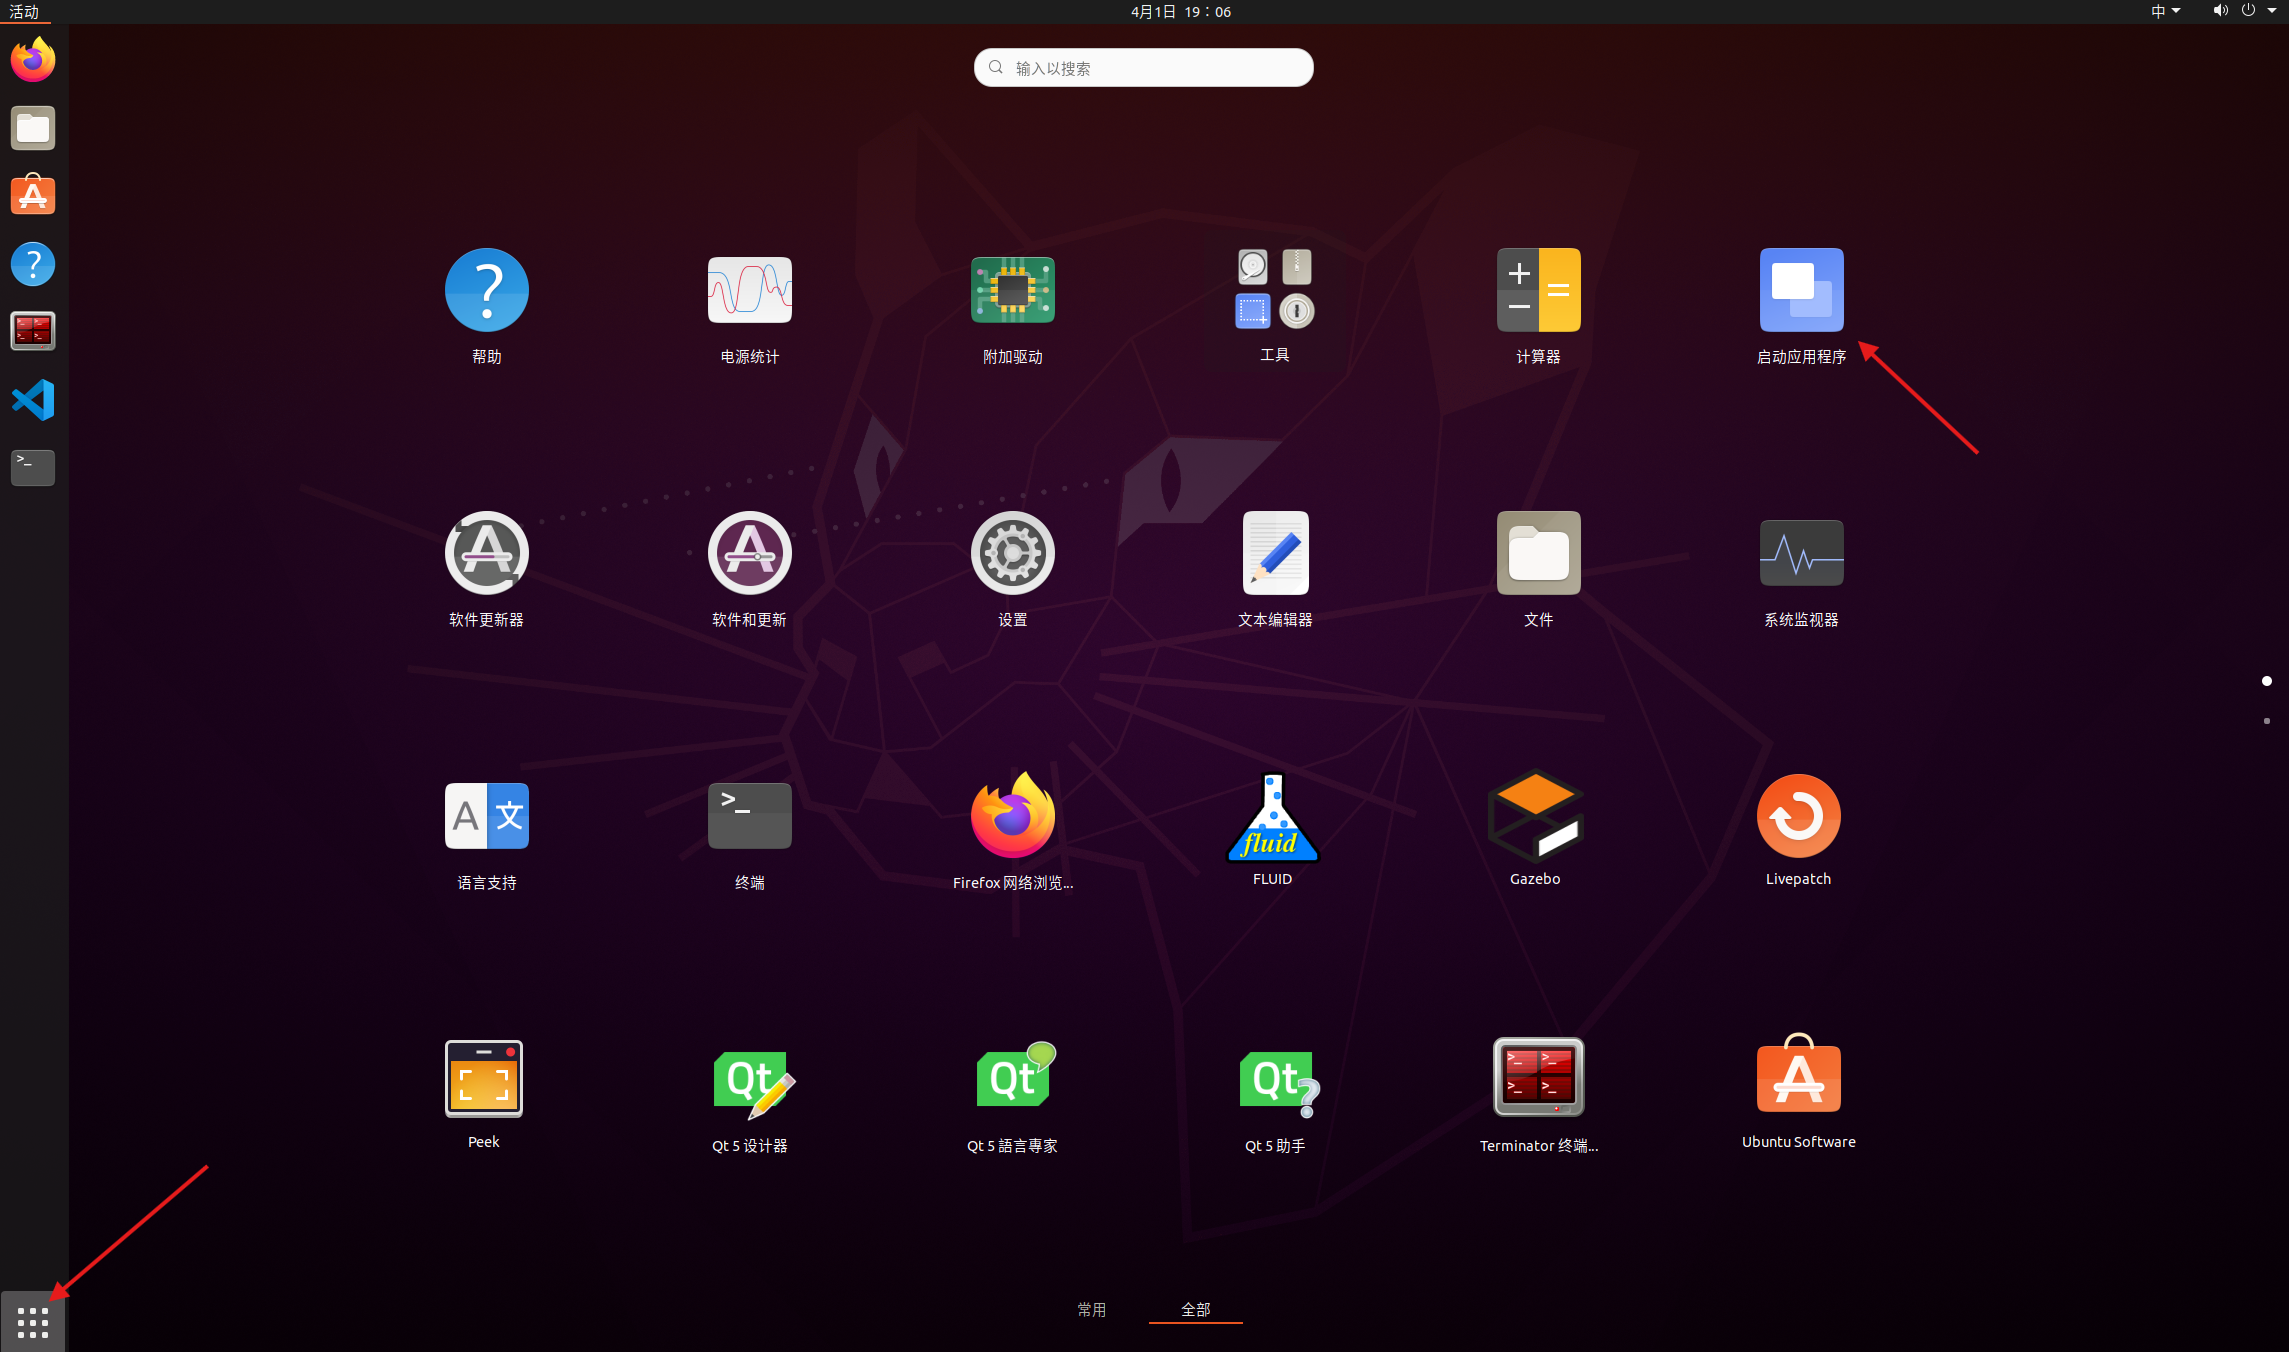 活动
4月1日 19：06
中
输入以搜索
帮助
电源统计
附加驱动
工具
计算器
启动应用程序
软件更新器
软件和更新
设置
文本编辑器
文件
系统监视器
A 文
语言支持
>_
终端
Firefox 网络浏览...
fluid
FLUID
Gazebo
Livepatch
Peek
Qt
Qt 5 设计器
Qt
Qt 5 語言專家
Qt
Qt 5 助手
Terminator 终端...
Ubuntu Software
常用
全部